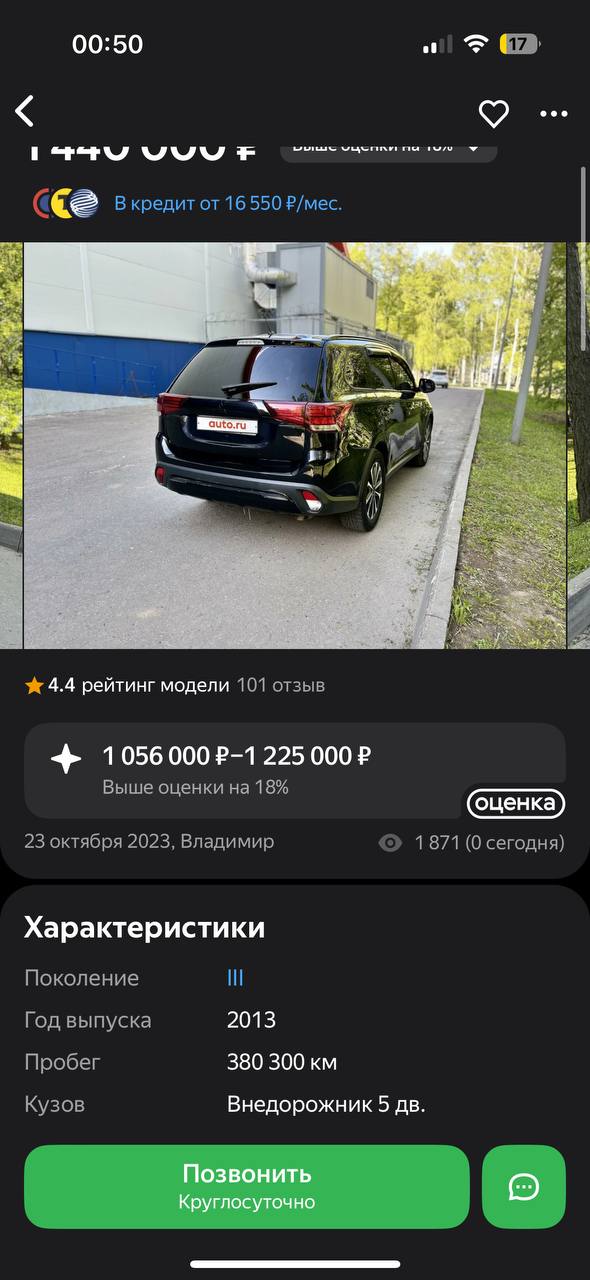 00:50
17
1 440 000 ₽
Выше оценки на 18%
В кредит от 16 550 ₽/мес.
auto.ru
4.4 рейтинг модели 101 отзыв
1 056 000 ₽–1 225 000 ₽
Выше оценки на 18%
оценка
23 октября 2023, Владимир
1 871 (0 сегодня)
Характеристики
Поколение III
Год выпуска 2013
Пробег 380 300 км
Кузов Внедорожник 5 дв.
Позвонить
Круглосуточно